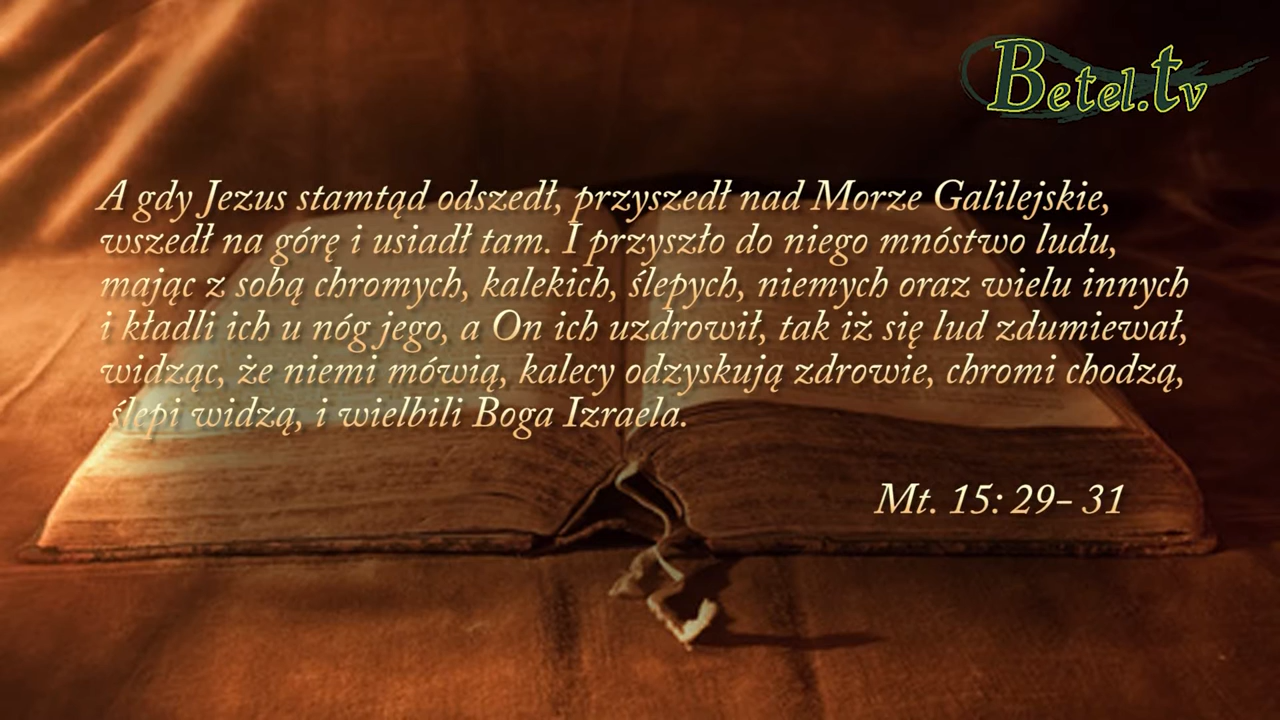 Betel.tv
A gdy Jezus stamtąd odszedł, przyszedł nad Morze Galilejskie,
wszedł na górę i usiadł tam. I przyszło do niego mnóstwo ludu,
mając z sobą chromych, kalekich, ślepych, niemych oraz wielu innych
i kładli ich u nóg jego, a On ich uzdrowił, tak iż się lud zdumiewał,
widząc, że niemi mówią, kalecy odzyskują zdrowie, chromi chodzą,
ślepi widzą, i wielbili Boga Izraela.
Mt. 15: 29- 31